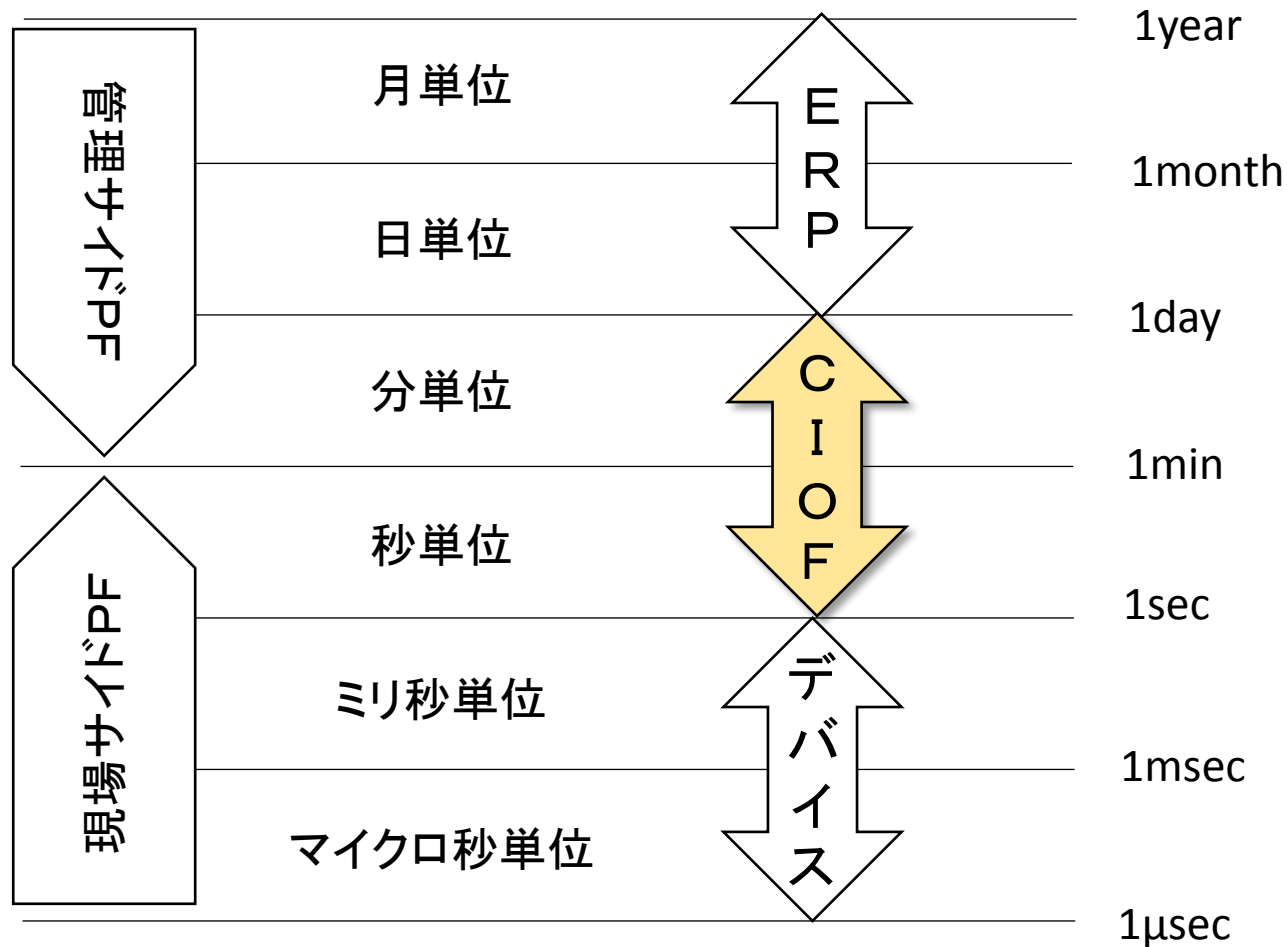 管理サイドPF
現場サイドPF
月単位
日単位
分単位
秒単位
ミリ秒単位
マイクロ秒単位
ERP
CIOF
デバイス
1year
1month
1day
1min
1sec
1msec
1μsec